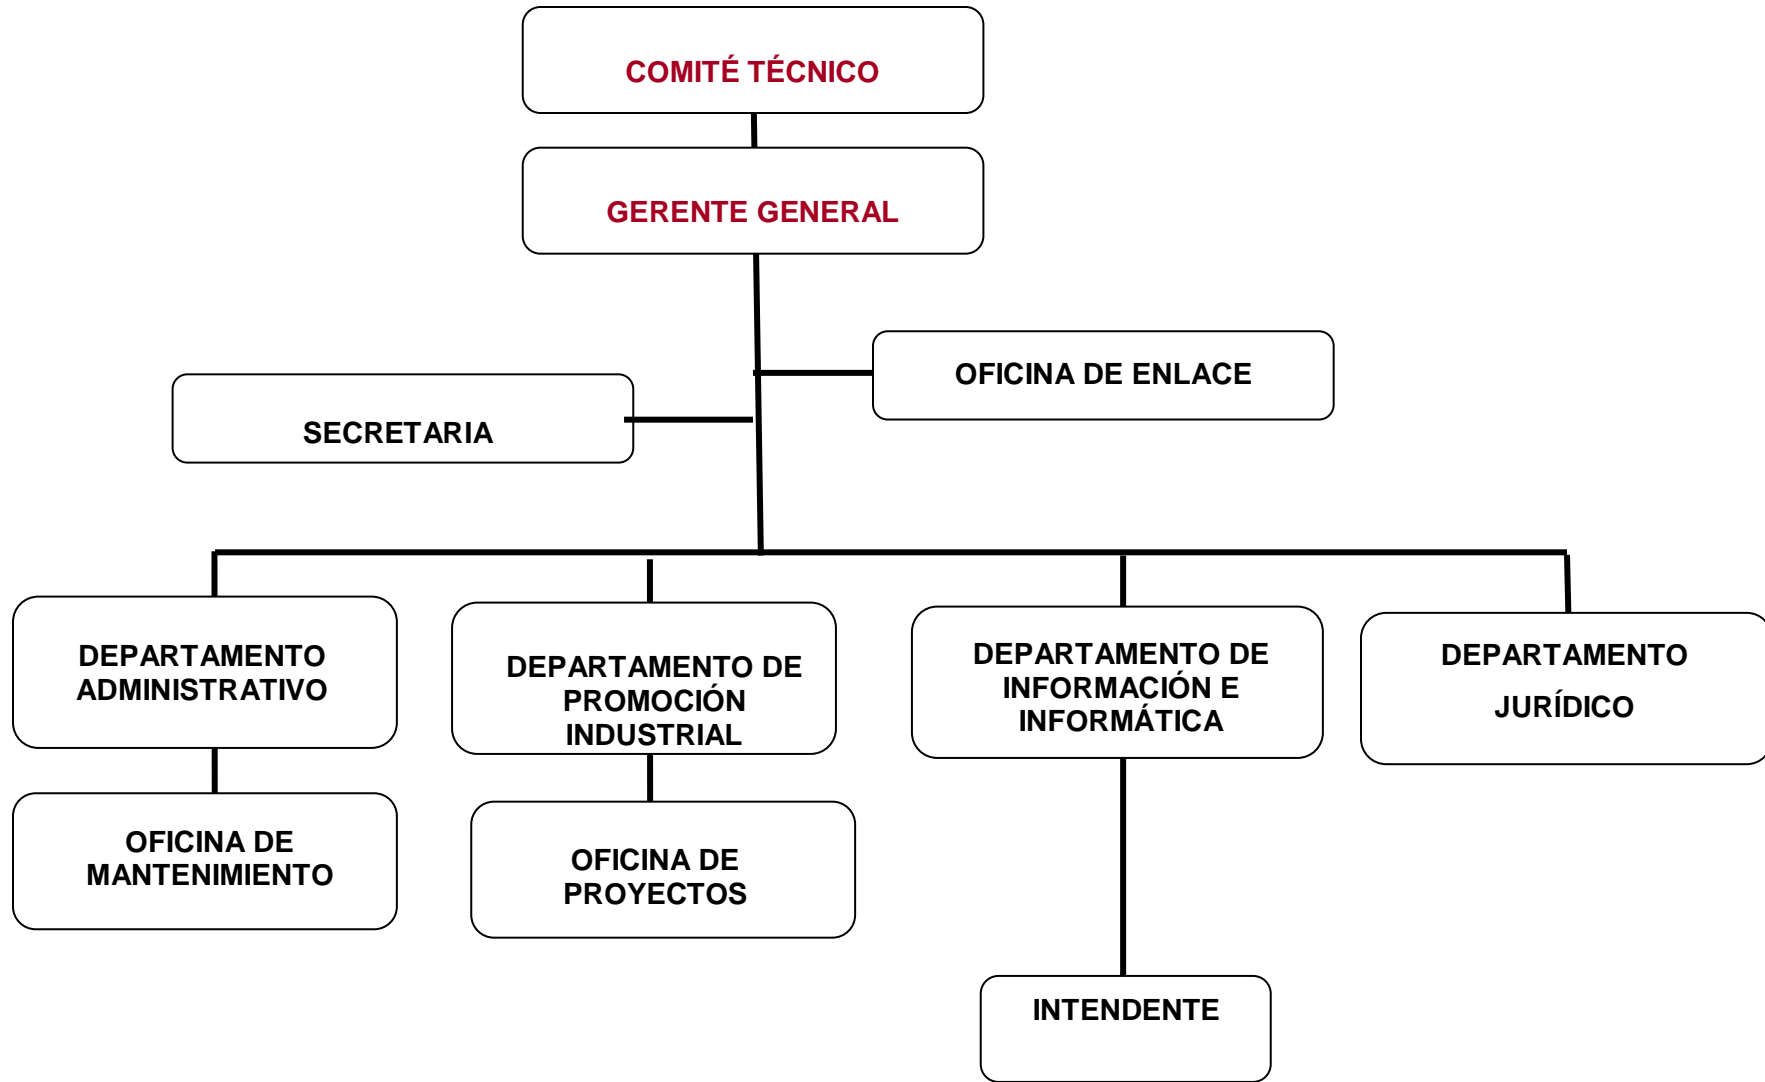 COMITÉ TÉCNICO
GERENTE GENERAL
OFICINA DE ENLACE
SECRETARIA
DEPARTAMENTO
ADMINISTRATIVO
DEPARTAMENTO DE
PROMOCIÓN
INDUSTRIAL
DEPARTAMENTO DE
INFORMACIÓN E
INFORMÁTICA
DEPARTAMENTO
JURÍDICO
OFICINA DE
MANTENIMIENTO
OFICINA DE
PROYECTOS
INTENDENTE